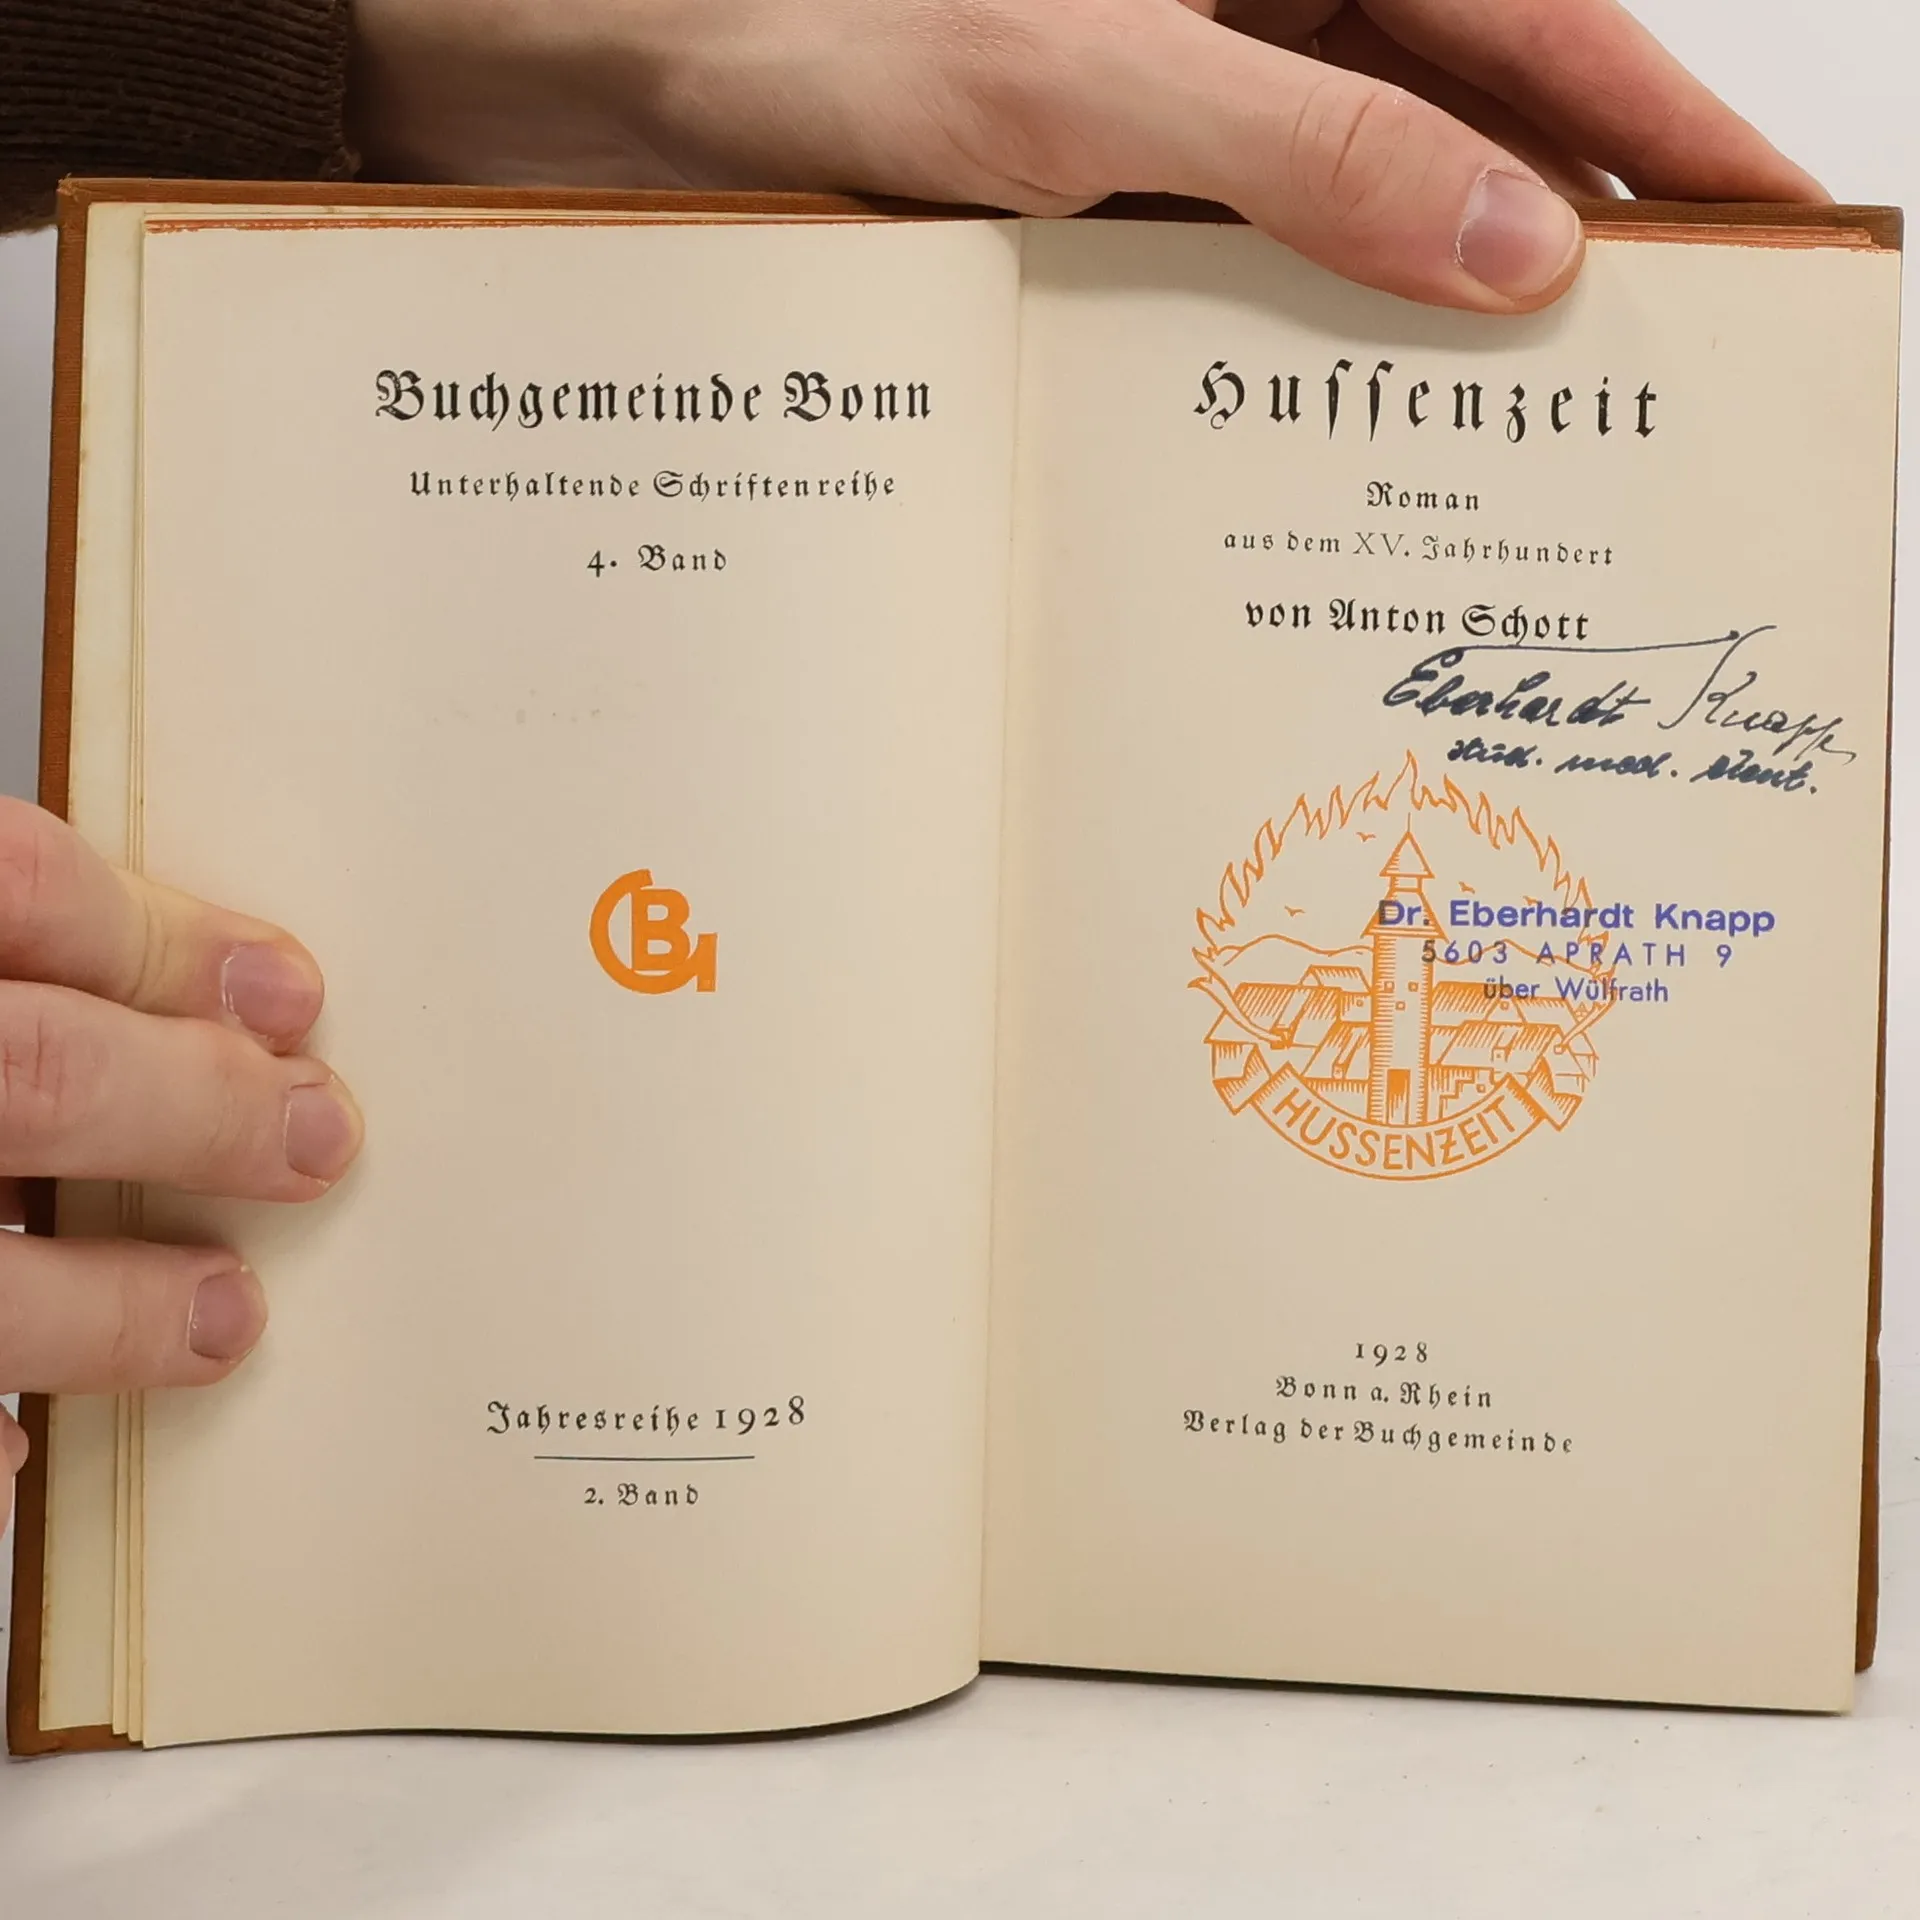 Buchgemeinde Bonn
Unterhaltende Schriftenreihe
4. Band
BG
Jahresreihe 1928
2. Band
Huſſenzeit
Roman
aus dem XV. Jahrhundert
von Anton Schott
Eberhardt Knapp
stud. med. dent.
Dr. Eberhardt Knapp
5603 APRATH 9
über Wülfrath
HUSSENZEIT
1928
Bonn a. Rhein
Verlag der Buchgemeinde